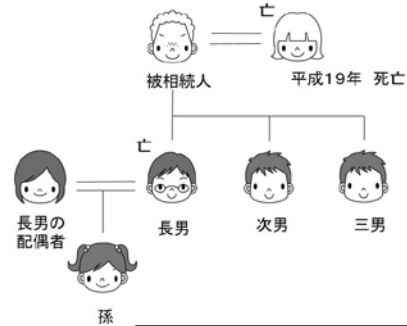 亡
被相続人
平成19年 死亡
亡
長男の
配偶者
長男
次男
三男
孫